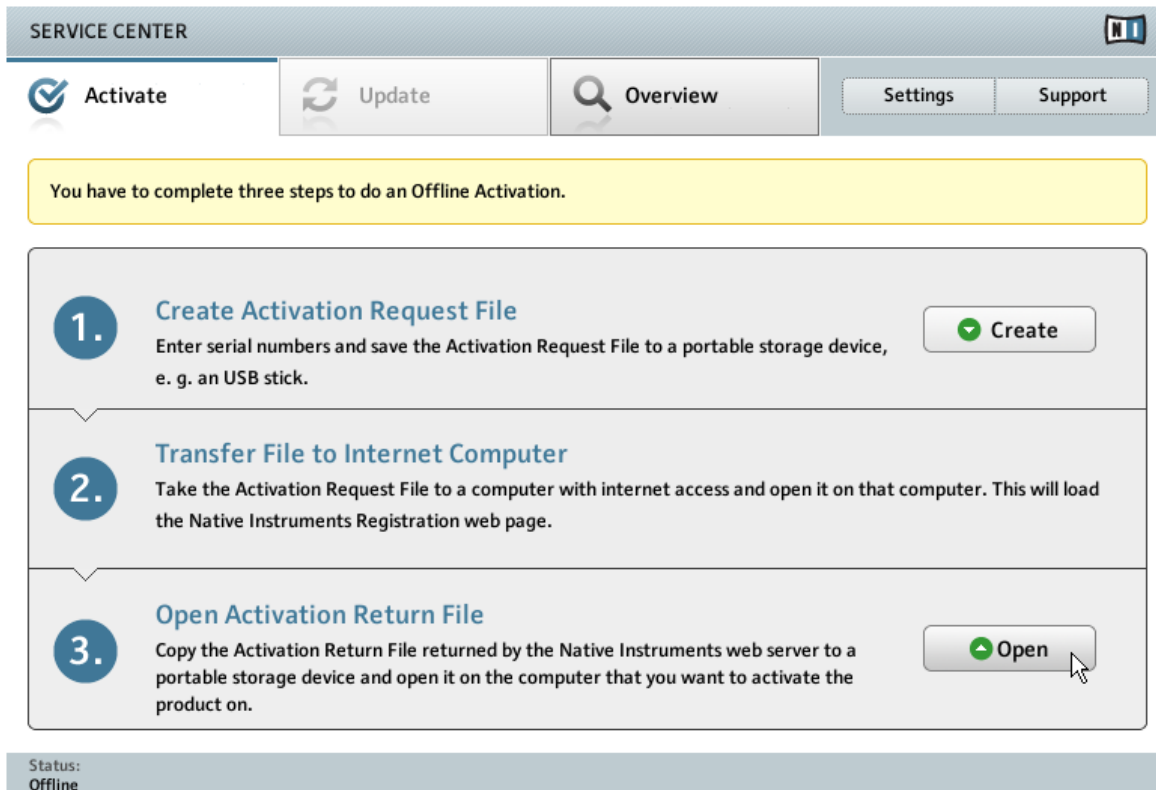 SERVICE CENTER
NI
Activate
Update
Overview
Settings
Support
You have to complete three steps to do an Offline Activation.
1.
Create Activation Request File
Enter serial numbers and save the Activation Request File to a portable storage device,
e. g. an USB stick.
Create
2.
Transfer File to Internet Computer
Take the Activation Request File to a computer with internet access and open it on that computer. This will load
the Native Instruments Registration web page.
3.
Open Activation Return File
Copy the Activation Return File returned by the Native Instruments web server to a
portable storage device and open it on the computer that you want to activate the
product on.
Open
Status:
Offline